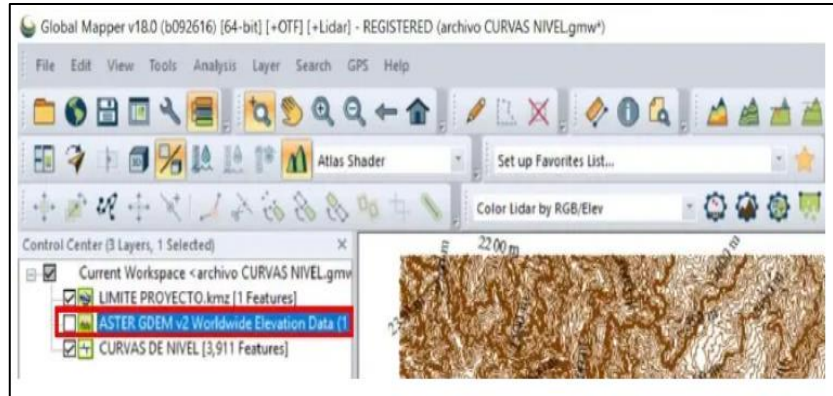 Global Mapper v18.0 (b092616) [64-bit] [+OTF] [+Lidar] - REGISTERED (archivo CURVAS NIVEL.gmw*)
File Edit View Tools Analysis Layer Search GPS Help
Atlas Shader
Set up Favorites List...
Color Lidar by RGB/Elev
Control Center (3 Layers, 1 Selected)
2200 m
Current Workspace <archivo CURVAS NIVEL.gmw
LIMITE PROYECTO.kmz [1 Features]
ASTER GDEM v2 Worldwide Elevation Data (1
CURVAS DE NIVEL [3,911 Features]